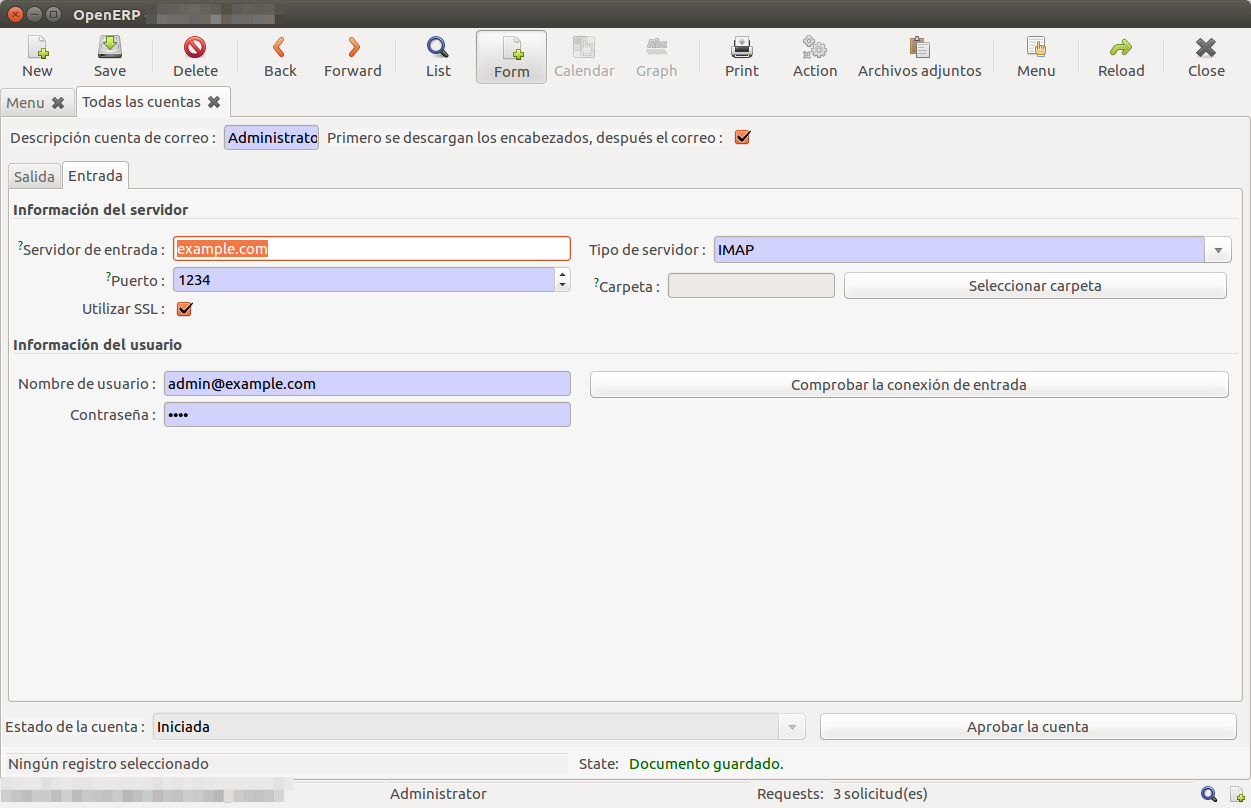 OpenERP -
New Save Delete Back Forward List Form Calendar Abc Graph Print Action Archivos adjuntos Menu Reload Close
Menu Todas las cuentas
Descripción cuenta de correo : Administrato Primero se descargan los encabezados, después el correo :
Salida Entrada
Información del servidor
?Servidor de entrada : example.com Tipo de servidor : IMAP
?Puerto : 1234 ?Carpeta : Seleccionar carpeta
Utilizar SSL :
Información del usuario
Nombre de usuario : admin@example.com Comprobar la conexión de entrada
Contraseña : ••••
Estado de la cuenta : Iniciada Aprobar la cuenta
Ningún registro seleccionado State: Documento guardado.
Administrator Requests: 3 solicitud(es)